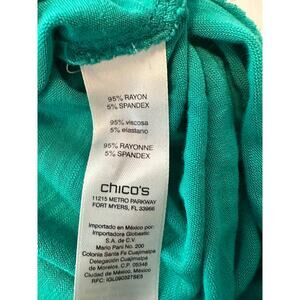 95% RAYON
5% SPANDEX
95% viscosa
5% elastano
95% RAYONNE
5% SPANDEX
chico's
11215 METRO PARKWAY
FORT MYERS, FL 33966
Importado en México por:
Importadora Globastic
S.A. de C.V.
Mario Pani No. 200
Colonia Santa Fe Cuajimalpa
Delegación Cuajimalpa
de Morelos, C.P. 05348
Ciudad de México, México
RFC: IGL090327SE5